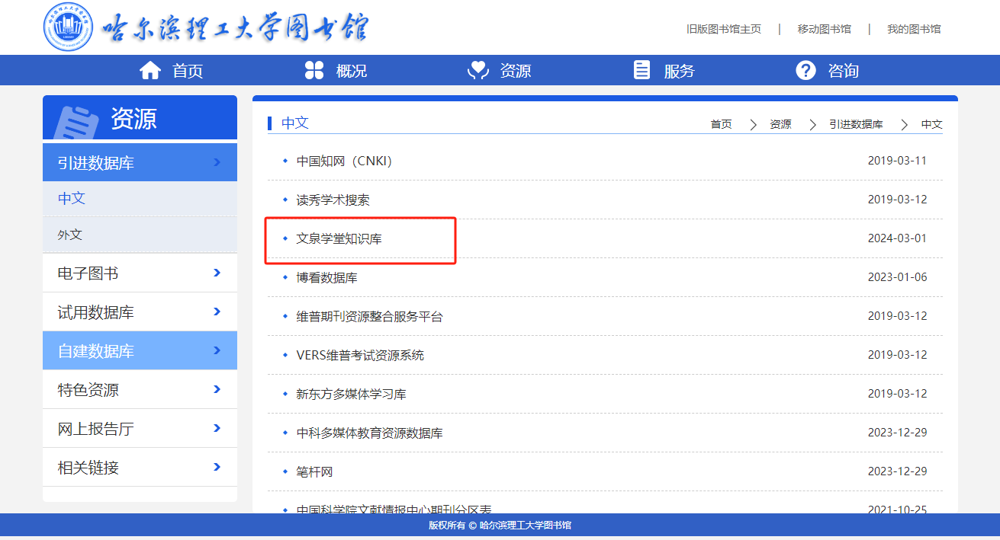 哈尔滨理工大学图书馆
旧版图书馆主页 | 移动图书馆 | 我的图书馆
首页 概况 资源 服务 咨询
资源
引进数据库
中文
外文
电子图书
试用数据库
自建数据库
特色资源
网上报告厅
相关链接
中文
首页 > 资源 > 引进数据库 > 中文
中国知网（CNKI） 2019-03-11
读秀学术搜索 2019-03-12
文泉学堂知识库 2024-03-01
博看数据库 2023-01-06
维普期刊资源整合服务平台 2019-03-12
VERS维普考试资源系统 2019-03-12
新东方多媒体学习库 2019-03-12
中科多媒体教育资源数据库 2023-12-29
笔杆网 2023-12-29
中国科学院文献情报中心期刊分区表 2021-10-25
版权所有 © 哈尔滨理工大学图书馆